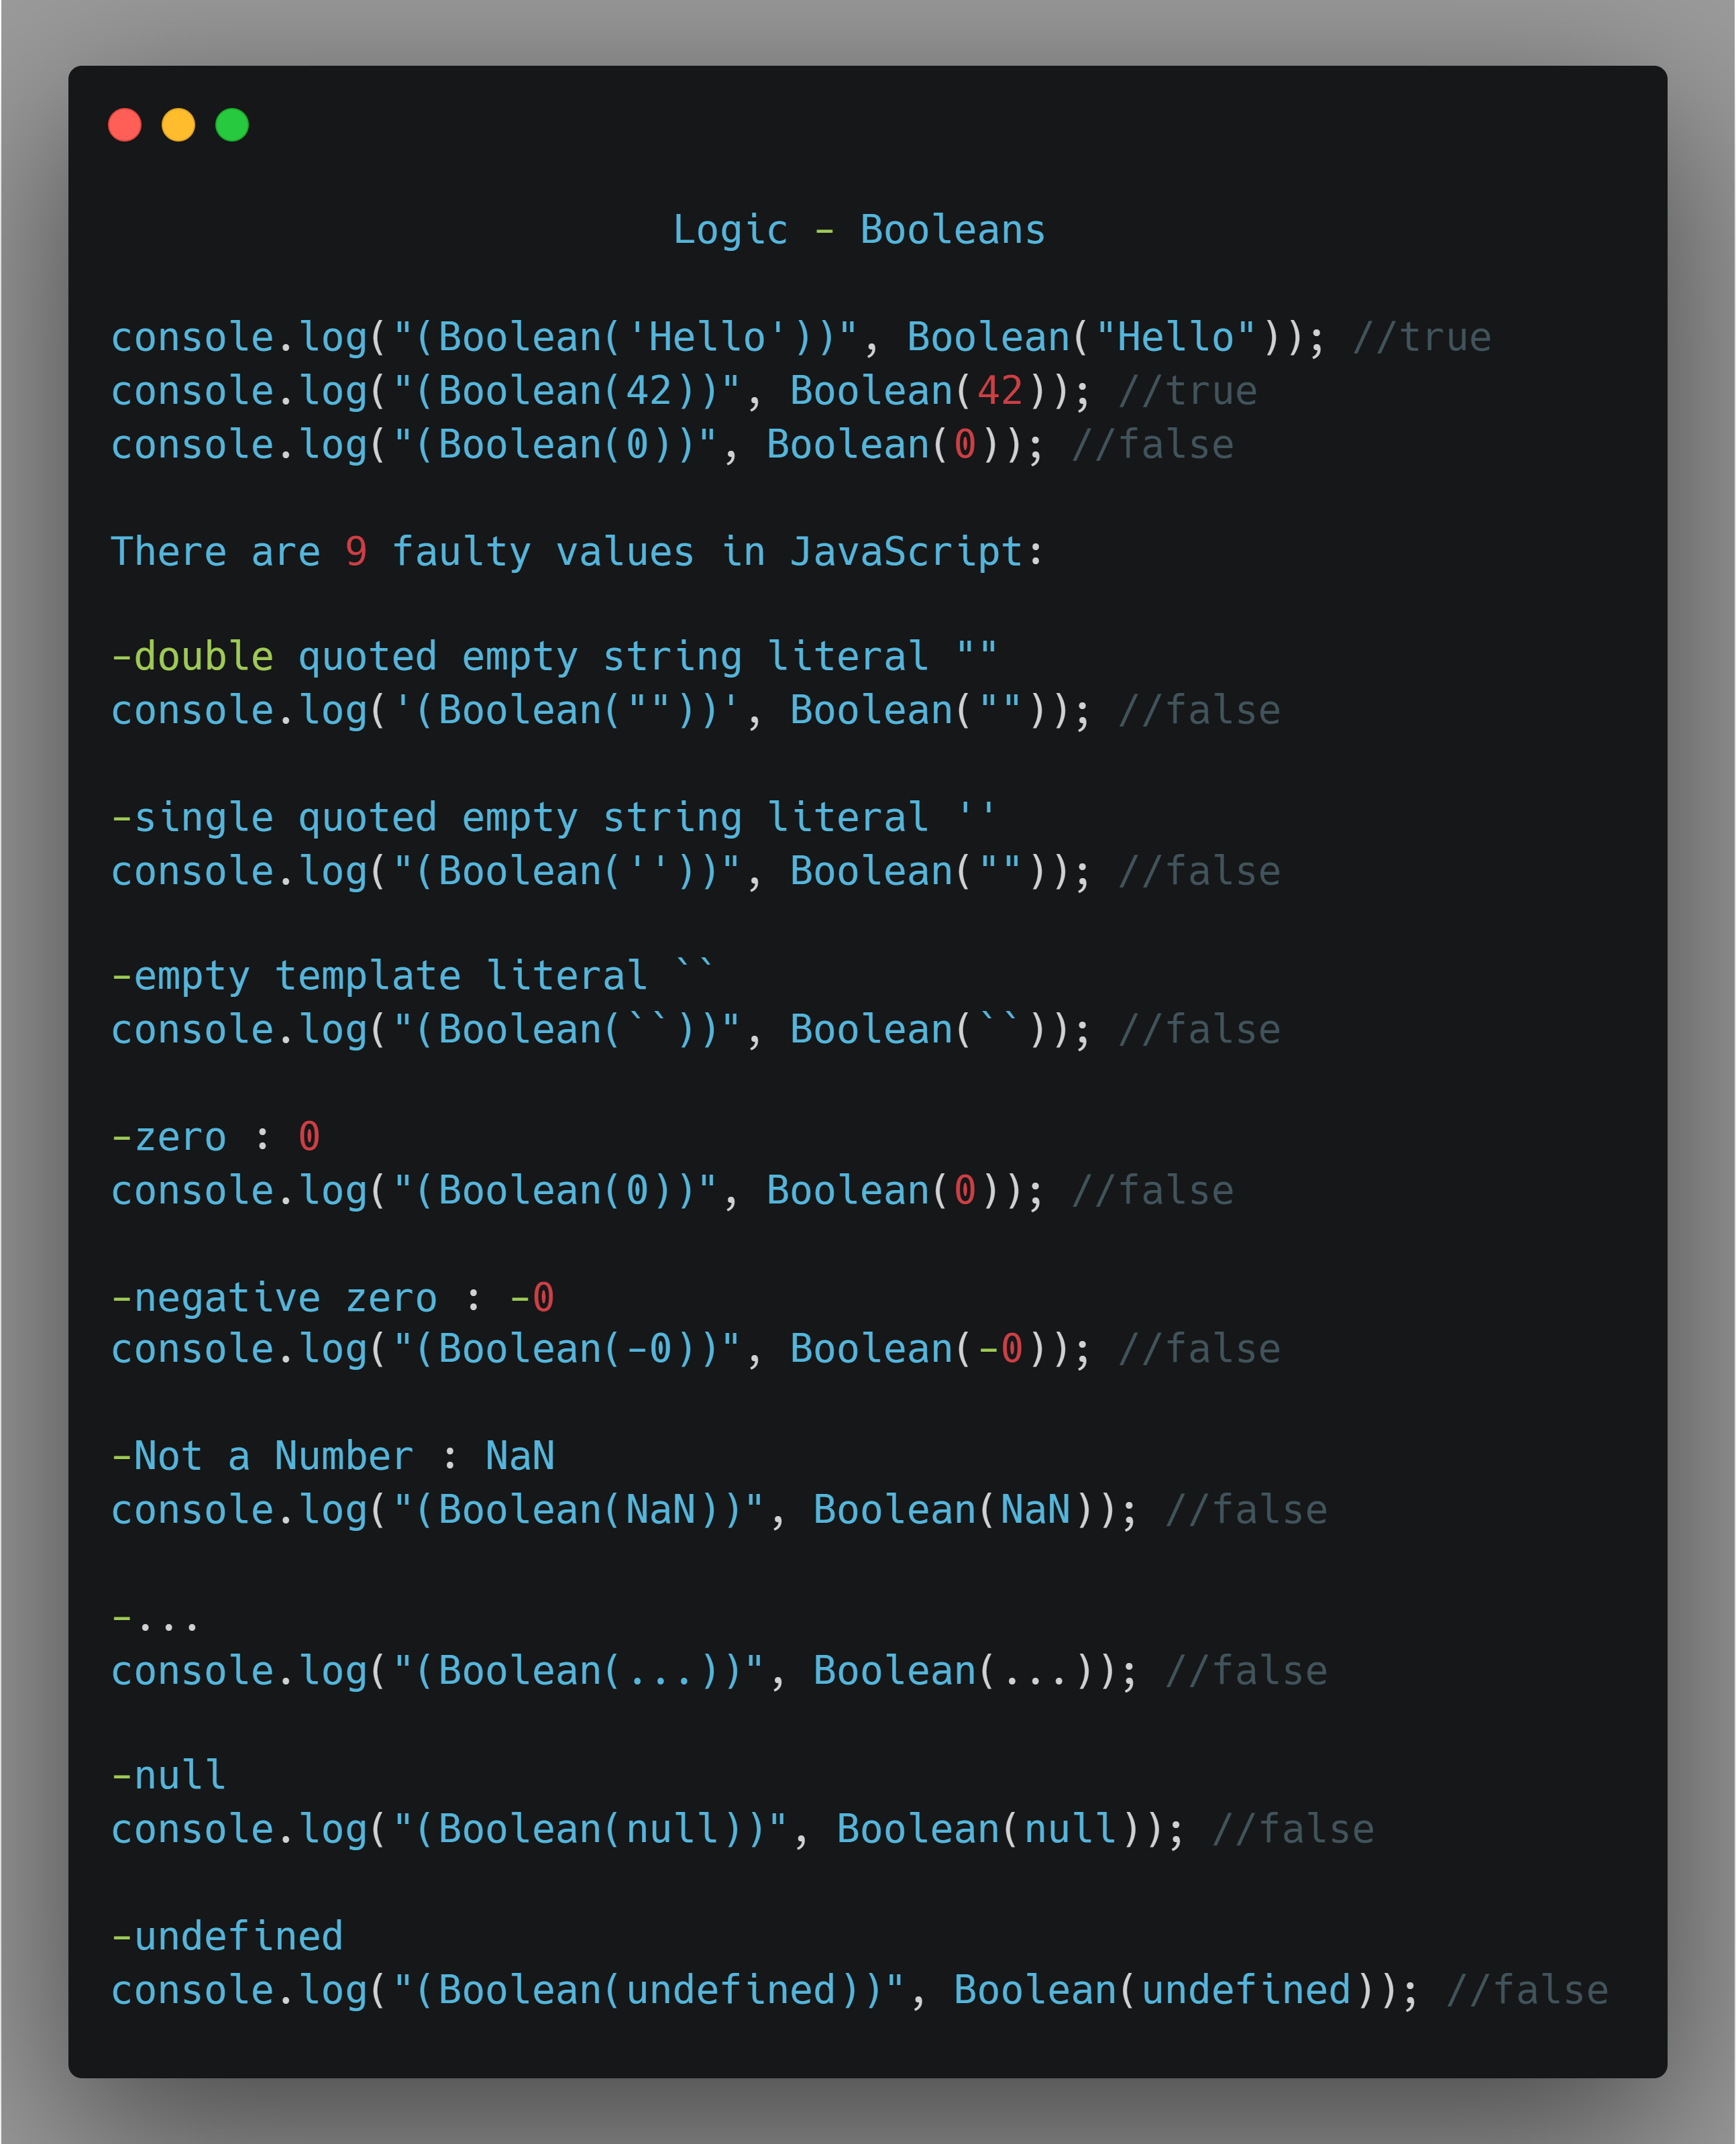 Logic - Booleans
console.log("(Boolean('Hello'))", Boolean("Hello")); //true
console.log("(Boolean(42))", Boolean(42)); //true
console.log("(Boolean(0))", Boolean(0)); //false
There are 9 faulty values in JavaScript:
-double quoted empty string literal ""
console.log('(Boolean(""))', Boolean("")); //false
-single quoted empty string literal ''
console.log("(Boolean(''))", Boolean("")); //false
-empty template literal ``
console.log("(Boolean(``))", Boolean(``)); //false
-zero : 0
console.log("(Boolean(0))", Boolean(0)); //false
-negative zero : -0
console.log("(Boolean(-0))", Boolean(-0)); //false
-Not a Number : NaN
console.log("(Boolean(NaN))", Boolean(NaN)); //false
-...
console.log("(Boolean(...))", Boolean(...)); //false
-null
console.log("(Boolean(null))", Boolean(null)); //false
-undefined
console.log("(Boolean(undefined))", Boolean(undefined)); //false